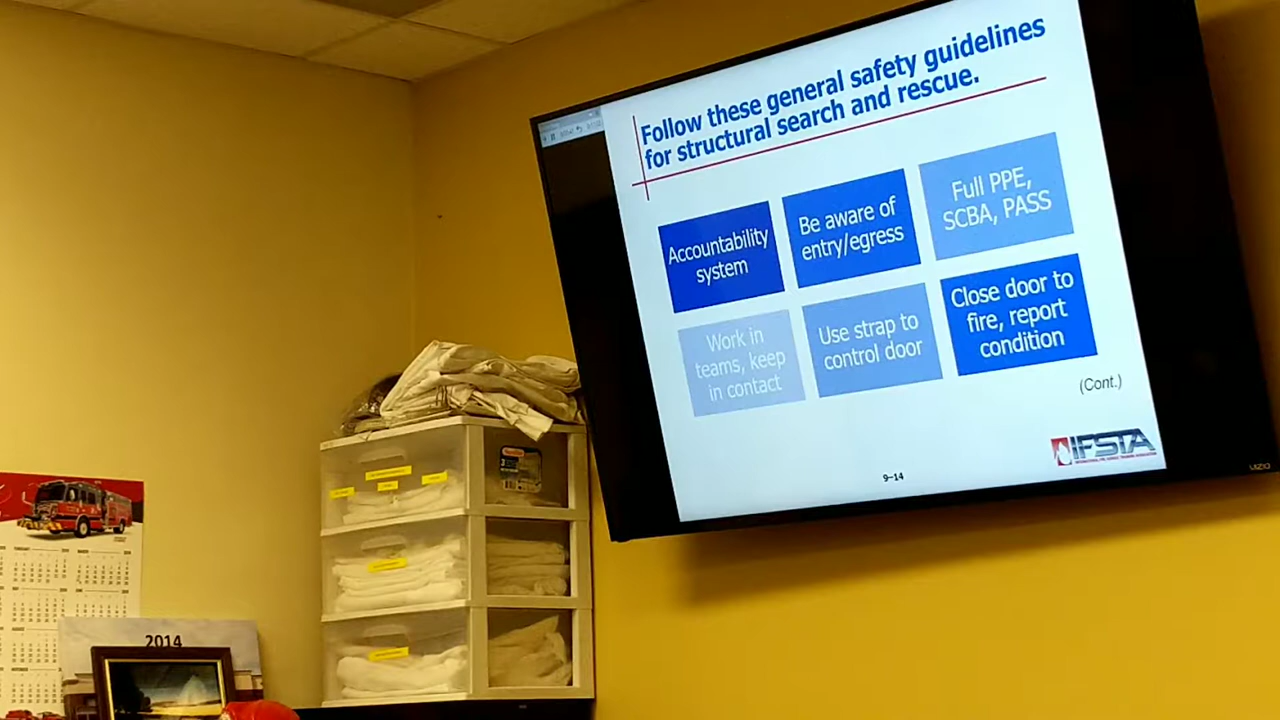 Follow these general safety guidelines
for structural search and rescue.
Accountability
system
Be aware of
entry/egress
Full PPE,
SCBA, PASS
Work in
teams, keep
in contact
Use strap to
control door
Close door to
fire, report
condition
(Cont.)
IFSTA
9-14
VIZIO
2014
3